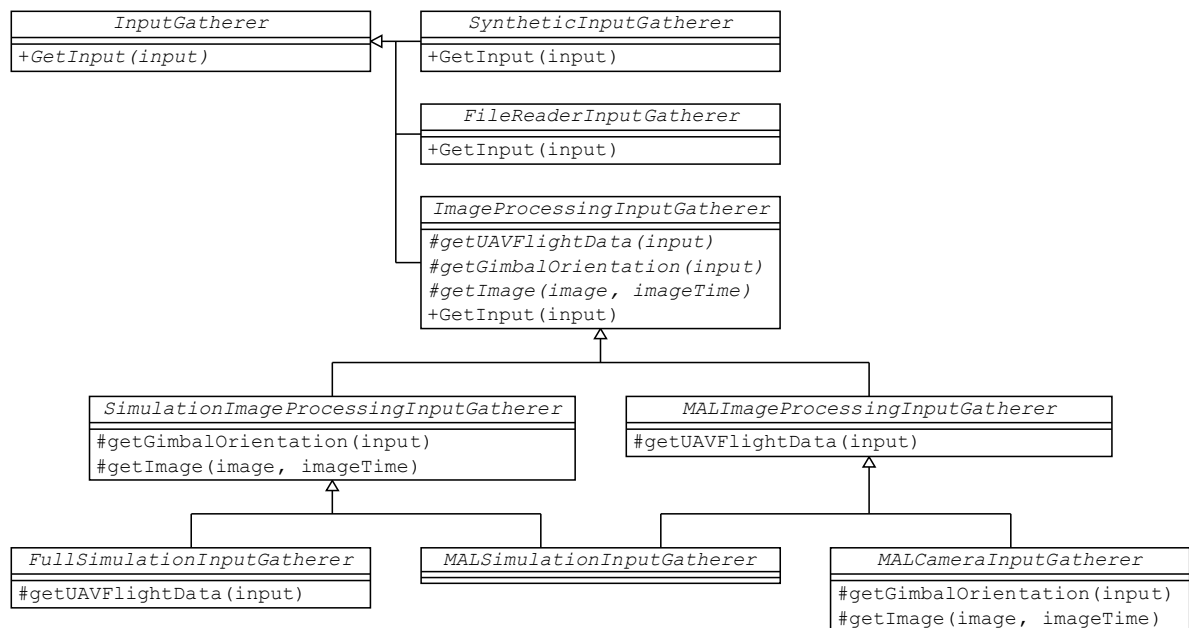 InputGatherer
+GetInput(input)
SyntheticInputGatherer
+GetInput(input)
FileReaderInputGatherer
+GetInput(input)
ImageProcessingInputGatherer
#getUAVFlightData(input)
#getGimbalOrientation(input)
#getImage(image, imageTime)
+GetInput(input)
SimulationImageProcessingInputGatherer
#getGimbalOrientation(input)
#getImage(image, imageTime)
MALImageProcessingInputGatherer
#getUAVFlightData(input)
FullSimulationInputGatherer
#getUAVFlightData(input)
MALSimulationInputGatherer
MALCameraInputGatherer
#getGimbalOrientation(input)
#getImage(image, imageTime)